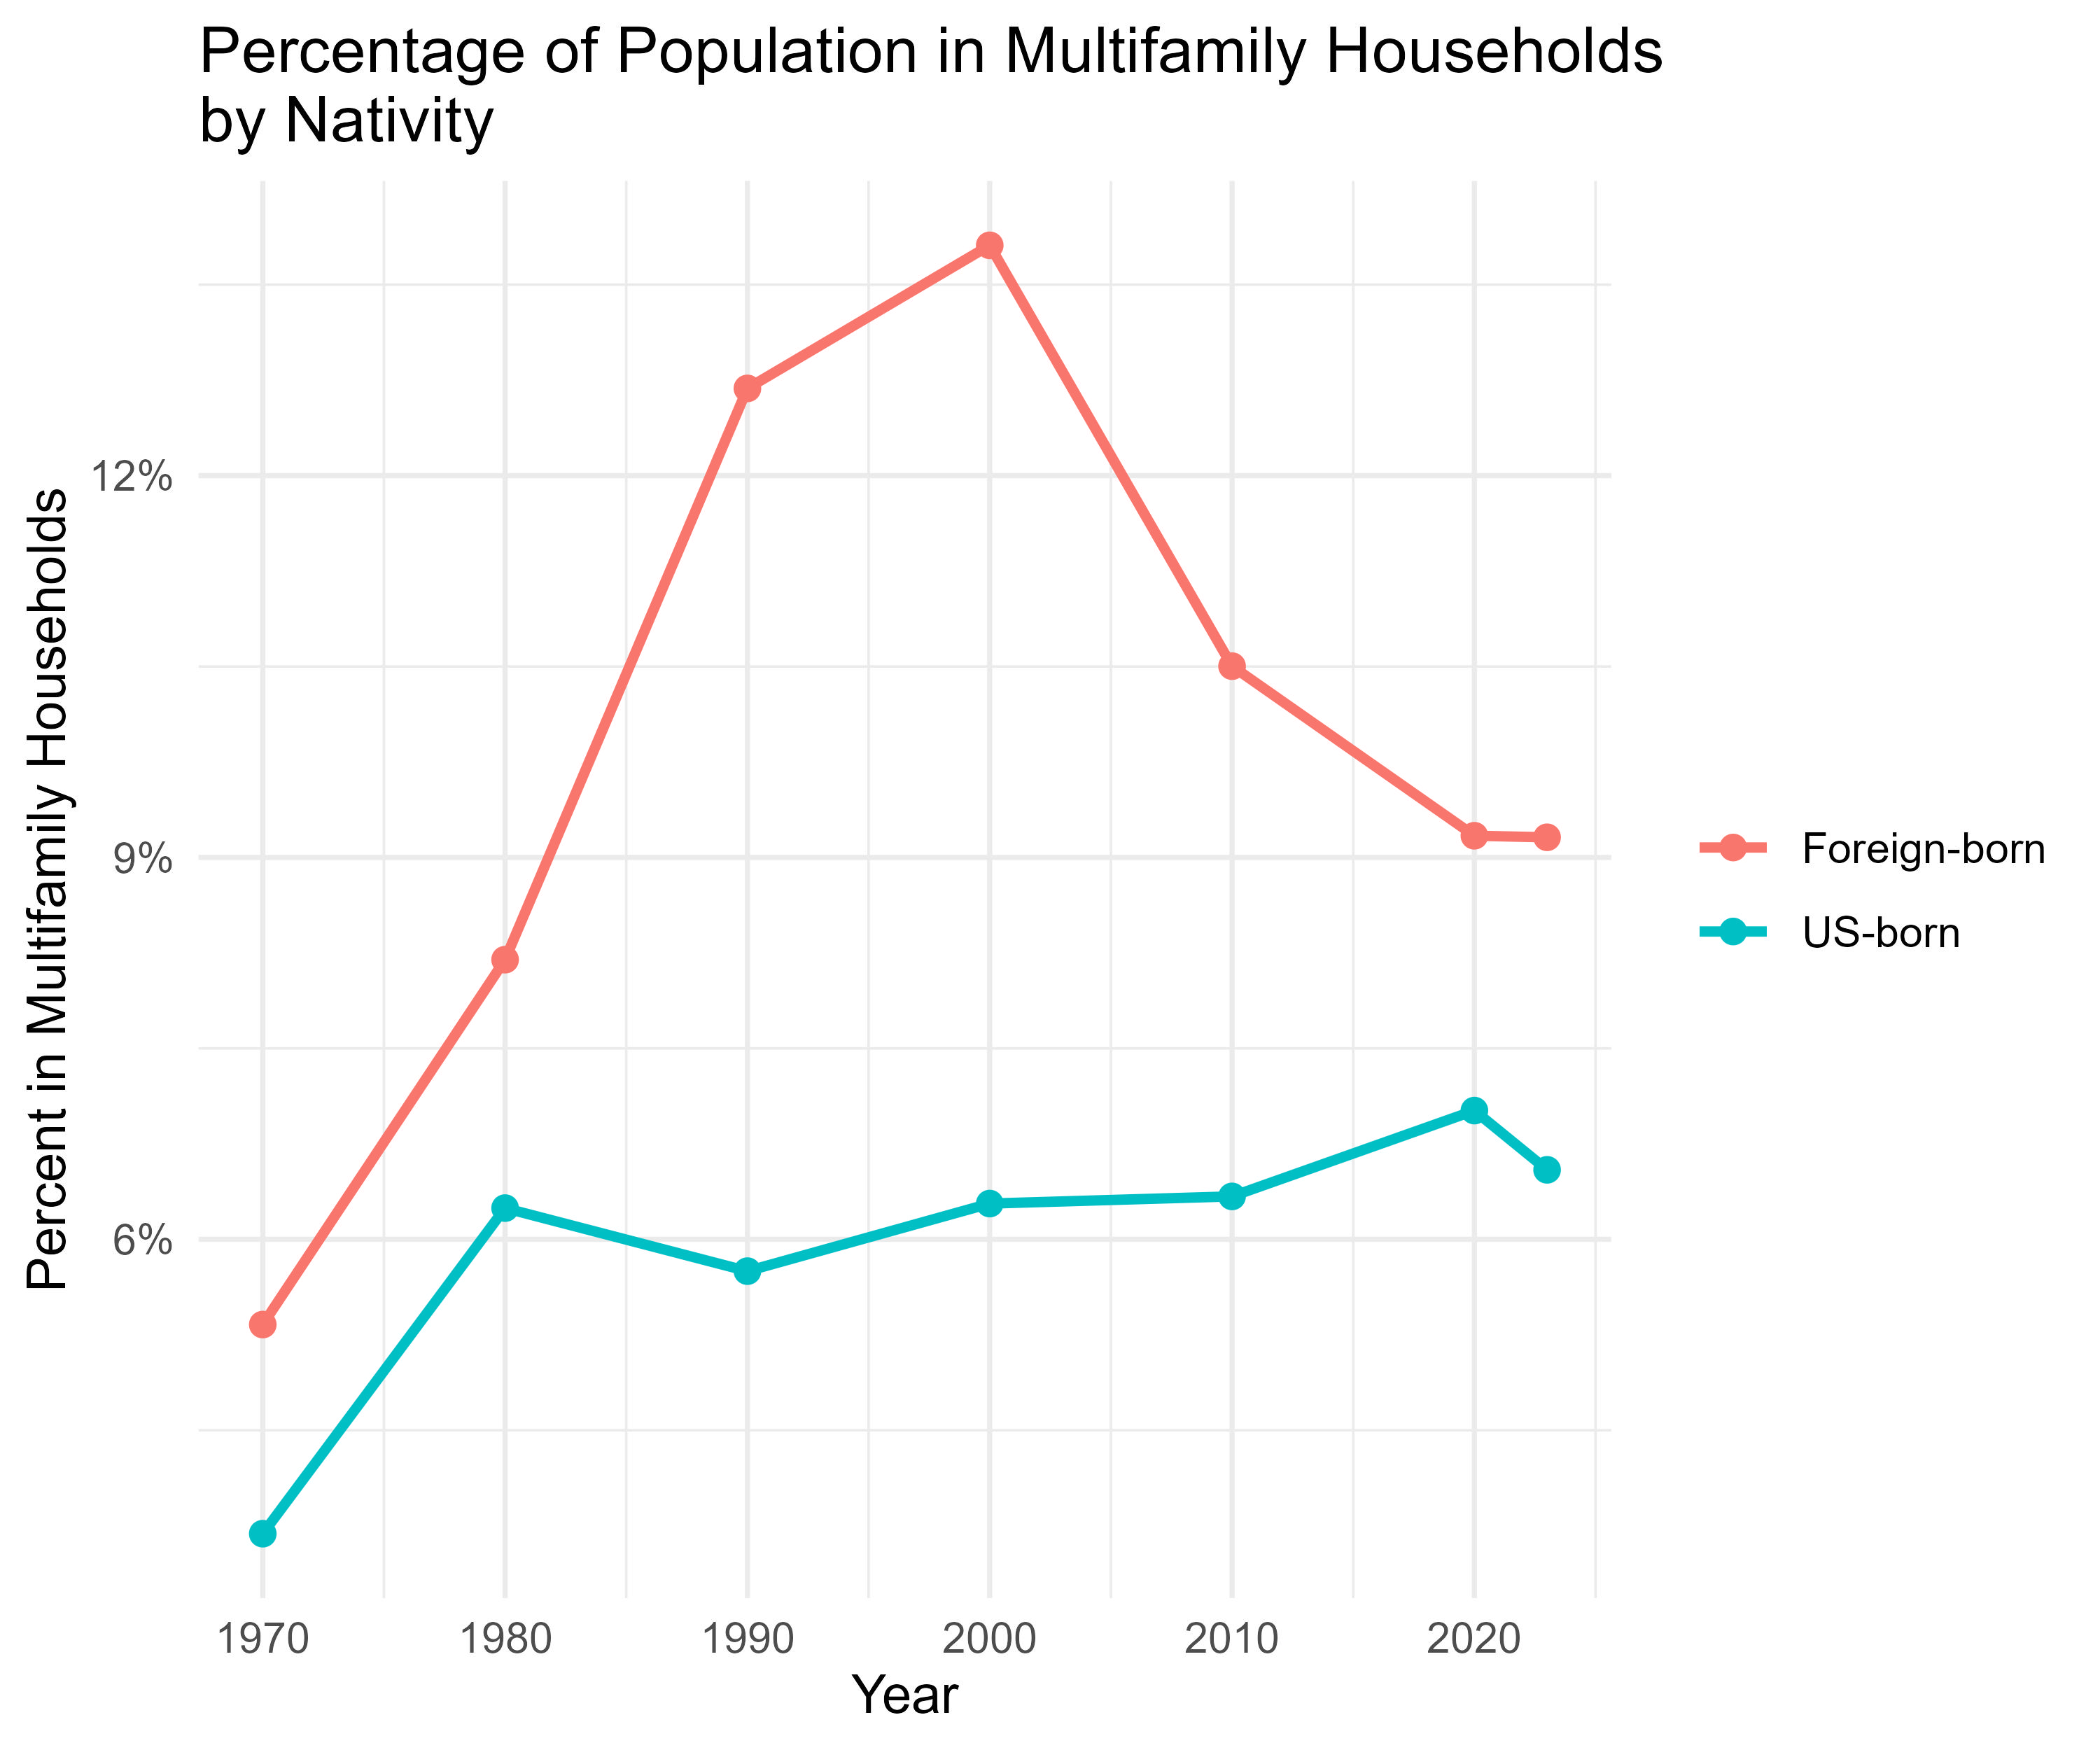 Percentage of Population in Multifamily Households
by Nativity
Percent in Multifamily Households
12%
9%
6%
1970
1980
1990
2000
2010
2020
Year
Foreign-born
US-born